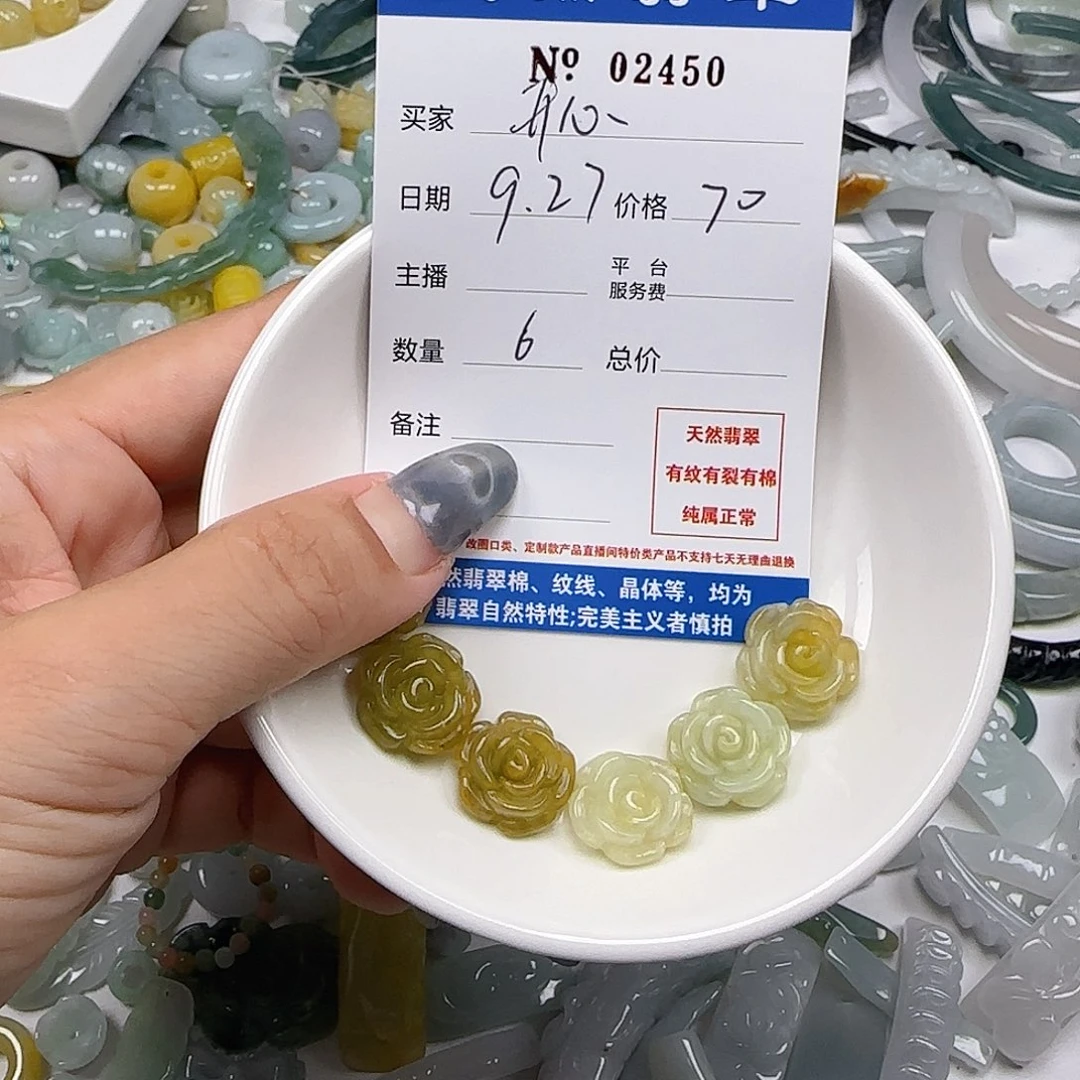 Nº 02450
买家
日期 9.27 价格 70
主播 平台服务费
数量 6 总价
备注
天然翡翠
有纹有裂有棉
纯属正常
改圈口类、定制款产品直播间特价类产品不支持七天无理由退换
然翡翠棉、纹线、晶体等，均为
翡翠自然特性;完美主义者慎拍